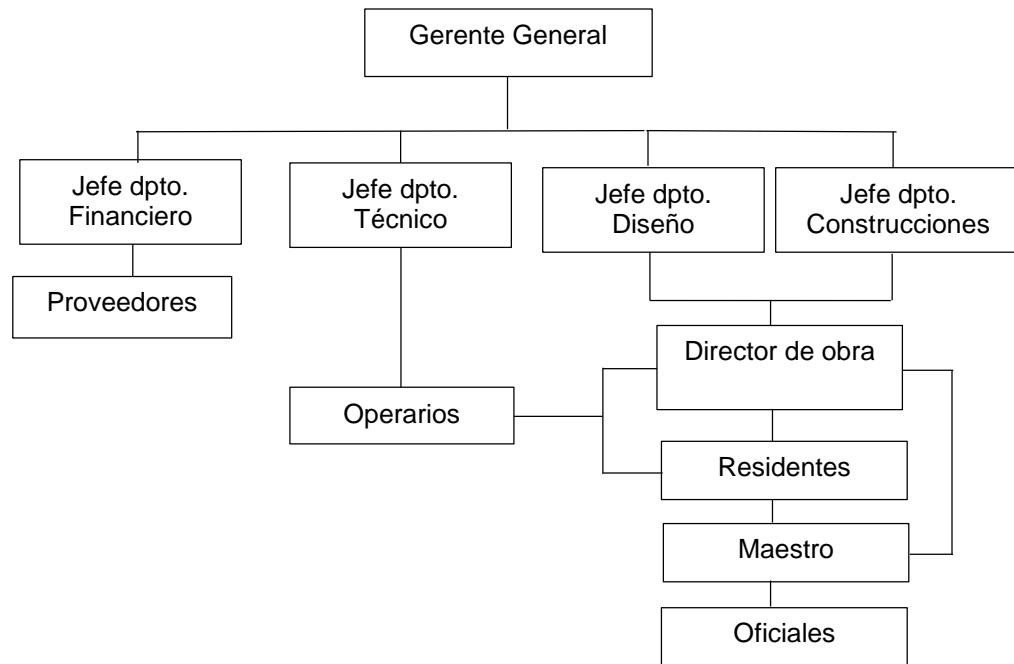 Gerente General
Jefe dpto.
Financiero
Jefe dpto.
Técnico
Jefe dpto.
Diseño
Jefe dpto.
Construcciones
Proveedores
Director de obra
Operarios
Residentes
Maestro
Oficiales